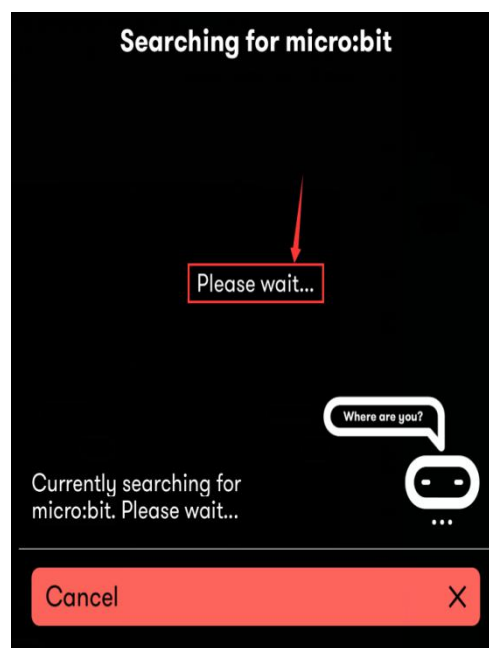 Searching for micro:bit
Please wait...
Where are you?
Currently searching for
micro:bit. Please wait...
Cancel X